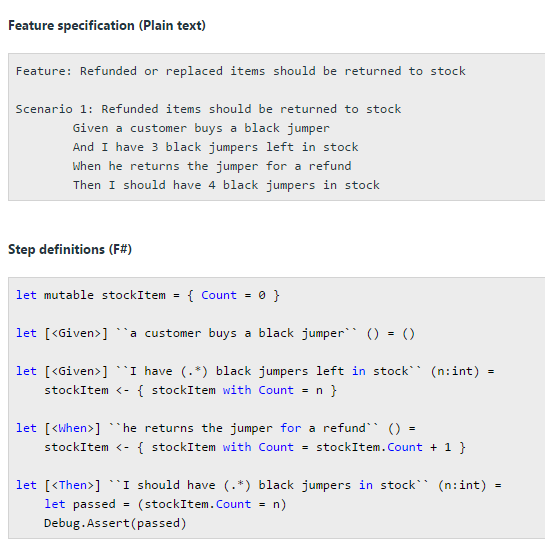 Feature specification (Plain text)
Feature: Refunded or replaced items should be returned to stock
Scenario 1: Refunded items should be returned to stock
Given a customer buys a black jumper
And I have 3 black jumpers left in stock
When he returns the jumper for a refund
Then I should have 4 black jumpers in stock
Step definitions (F#)
let mutable stockItem = { Count = 0 }
let [<Given>] ``a customer buys a black jumper`` () = ()
let [<Given>] ``I have (.*) black jumpers left in stock`` (n:int) =
stockItem <- { stockItem with Count = n }
let [<When>] ``he returns the jumper for a refund`` () =
stockItem <- { stockItem with Count = stockItem.Count + 1 }
let [<Then>] ``I should have (.*) black jumpers in stock`` (n:int) =
let passed = (stockItem.Count = n)
Debug.Assert(passed)